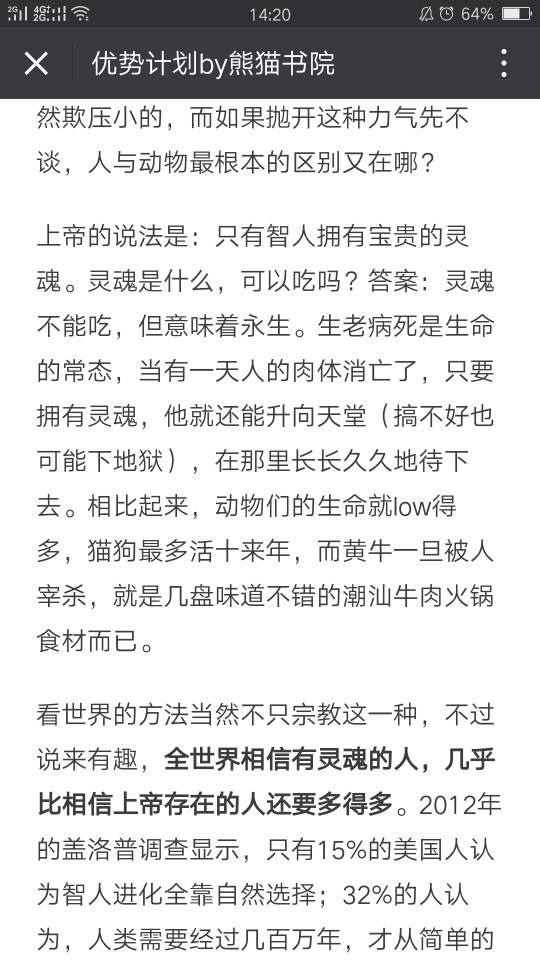 2G 4G+ 2G 14:20 64%
优势计划by熊猫书院
然欺压小的，而如果抛开这种力气先不
谈，人与动物最根本的区别又在哪？
上帝的说法是：只有智人拥有宝贵的灵
魂。灵魂是什么，可以吃吗？答案：灵魂
不能吃，但意味着永生。生老病死是生命
的常态，当有一天人的肉体消亡了，只要
拥有灵魂，他就还能升向天堂（搞不好也
可能下地狱），在那里长长久久地待下
去。相比起来，动物们的生命就low得
多，猫狗最多活十来年，而黄牛一旦被人
宰杀，就是几盘味道不错的潮汕牛肉火锅
食材而已。
看世界的方法当然不只宗教这一种，不过
说来有趣，全世界相信有灵魂的人，几乎
比相信上帝存在的人还要多得多。2012年
的盖洛普调查显示，只有15%的美国人认
为智人进化全靠自然选择；32%的人认
为，人类需要经过几百万年，才从简单的